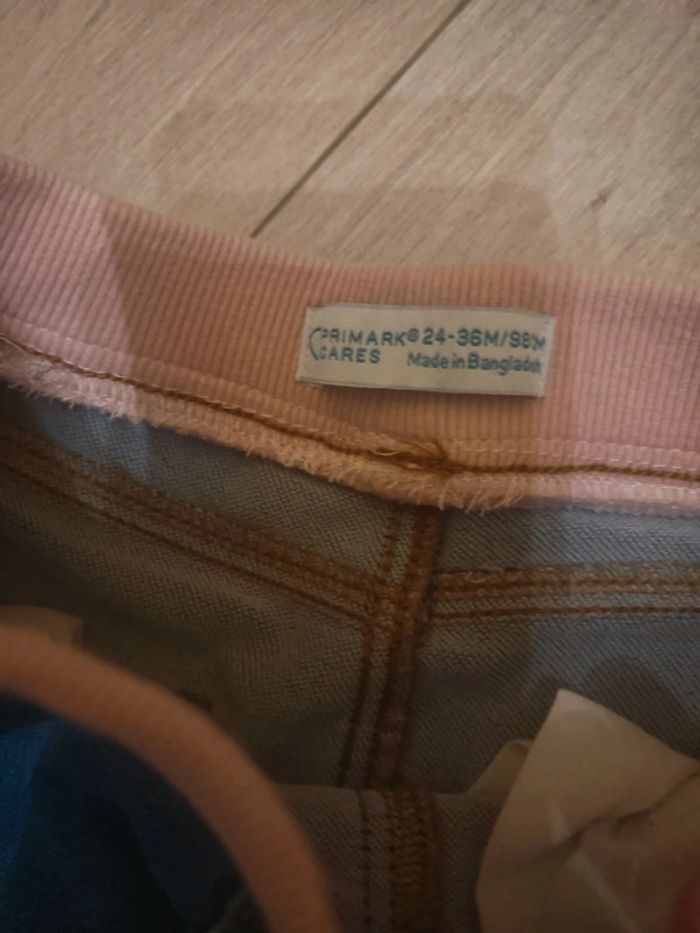 PRIMARK® 24-36M/98CM
CARES Made in Bangladesh